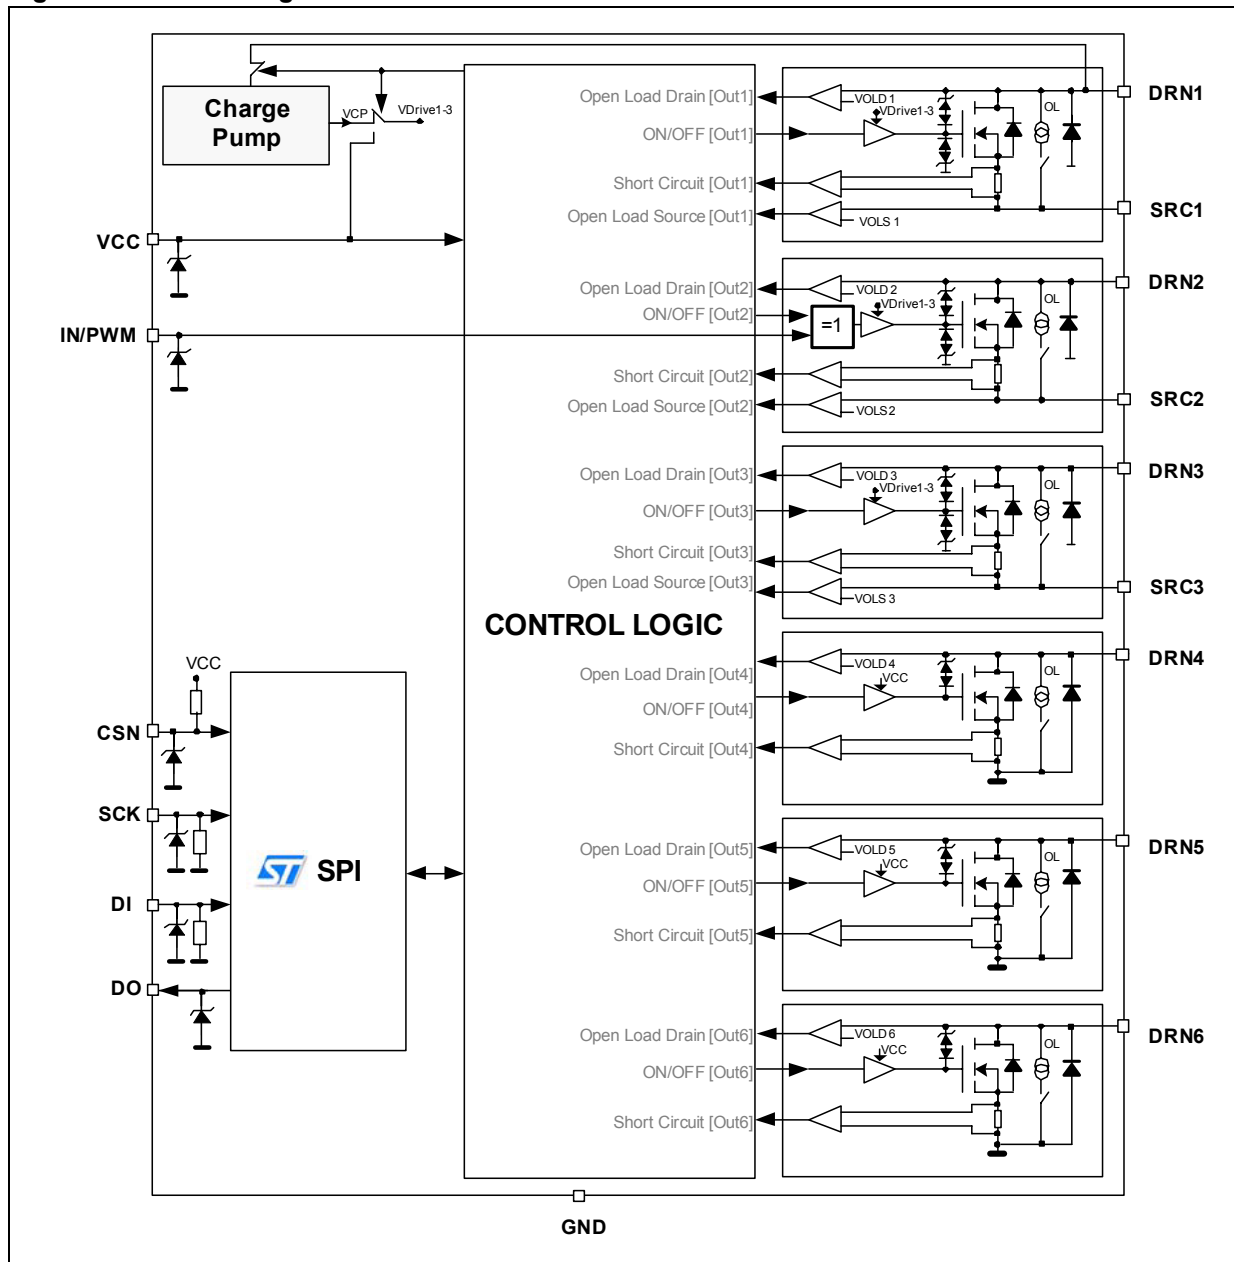 Charge
Pump
VCP
VDrive1-3
VCC
IN/PWM
Open Load Drain [Out1]
ON/OFF [Out1]
Short Circuit [Out1]
Open Load Source [Out1]
VOLD 1
VDrive1-3
OL
VOLS 1
DRN1
SRC1
Open Load Drain [Out2]
ON/OFF [Out2]
Short Circuit [Out2]
Open Load Source [Out2]
VOLD 2
VDrive1-3
=1
OL
VOLS 2
DRN2
SRC2
Open Load Drain [Out3]
ON/OFF [Out3]
Short Circuit [Out3]
Open Load Source [Out3]
VOLD 3
VDrive1-3
OL
VOLS 3
DRN3
SRC3
CONTROL LOGIC
Open Load Drain [Out4]
ON/OFF [Out4]
Short Circuit [Out4]
VOLD 4
VCC
OL
DRN4
VCC
CSN
SCK
DI
DO
ST SPI
Open Load Drain [Out5]
ON/OFF [Out5]
Short Circuit [Out5]
VOLD 5
VCC
OL
DRN5
Open Load Drain [Out6]
ON/OFF [Out6]
Short Circuit [Out6]
VOLD 6
VCC
OL
DRN6
GND